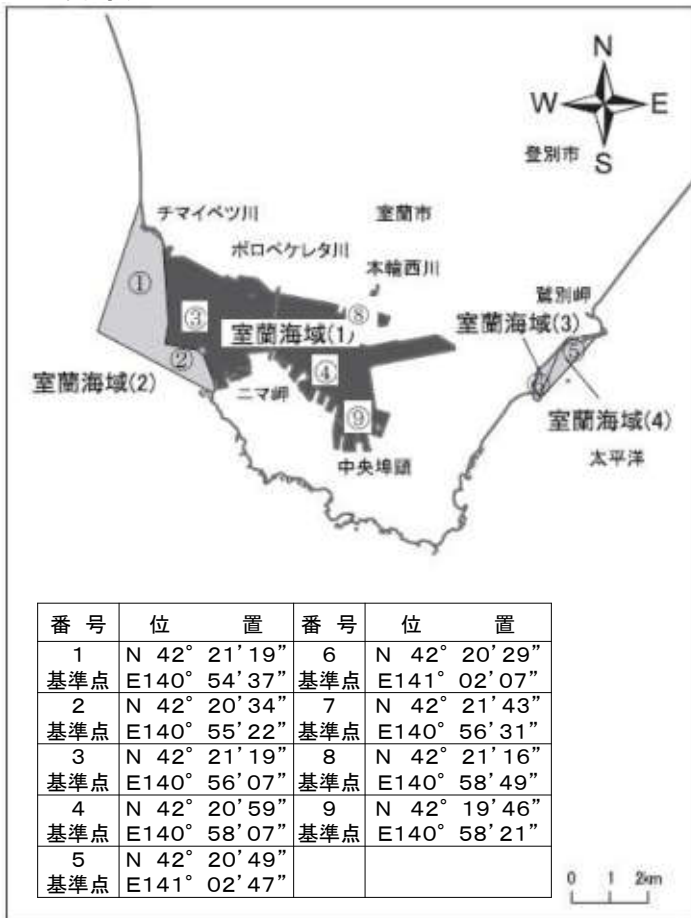 N
W E
S
登別市
チマイベツ川
室蘭市
ポロベケレタ川
本輪西川
鷲別岬
①
⑧
③
室蘭海域(3)
室蘭海域(1)
⑤
②
④
室蘭海域(2)
ニマ岬
室蘭海域(4)
⑨
中央埠頭
太平洋
番 号 位 置 番 号 位 置
1 N 42° 21’19” 6 N 42° 20’29”
基準点 E140° 54’37” 基準点 E141° 02’07”
2 N 42° 20’34” 7 N 42° 21’43”
基準点 E140° 55’22” 基準点 E140° 56’31”
3 N 42° 21’19” 8 N 42° 21’16”
基準点 E140° 56’07” 基準点 E140° 58’49”
4 N 42° 20’59” 9 N 42° 19’46”
基準点 E140° 58’07” 基準点 E140° 58’21”
5 N 42° 20’49”
基準点 E141° 02’47”
0 1 2km